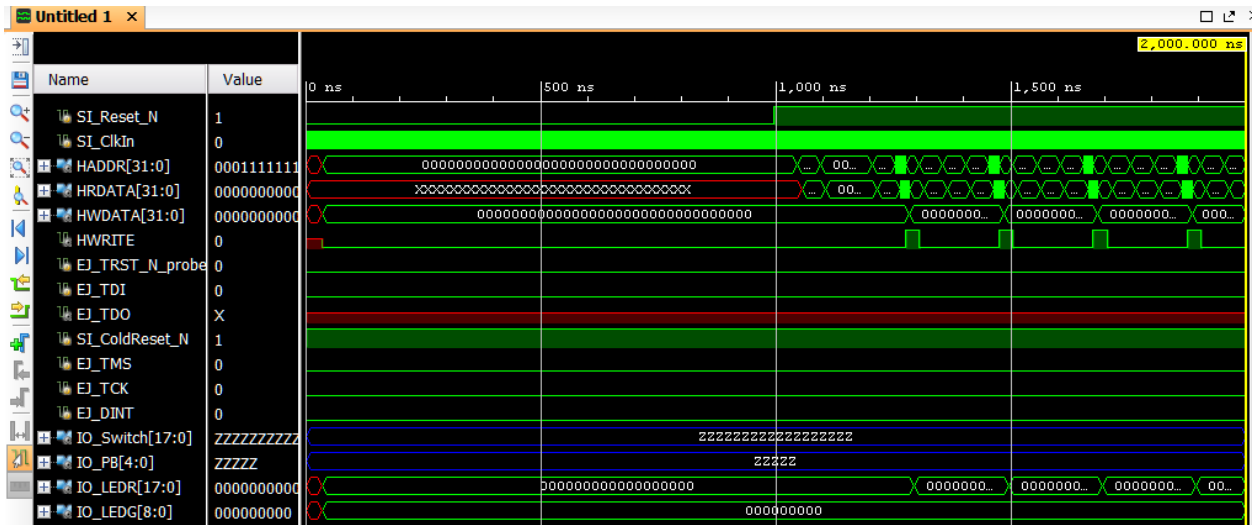 Untitled 1 ×
2,000.000 ns
Name Value
0 ns 500 ns 1,000 ns 1,500 ns
SI_Reset_N 1
SI_ClkIn 0
HADDR[31:0] 0001111111 00000000000000000000000000000000 ... 00... ... ... ... ... ... ... ... ... ...
HRDATA[31:0] 0000000000 XXXXXXXXXXXXXXXXXXXXXXXXXXXXXXXX ... 00... ... ... ... ... ... ... ... ... ...
HWDATA[31:0] 0000000000 00000000000000000000000000000000 0000000... 0000000... 0000000... 000...
HWRITE 0
EJ_TRST_N_probe 0
EJ_TDI 0
EJ_TDO X
SI_ColdReset_N 1
EJ_TMS 0
EJ_TCK 0
EJ_DINT 0
IO_Switch[17:0] ZZZZZZZZZZ ZZZZZZZZZZZZZZZZZZ
IO_PB[4:0] ZZZZZ ZZZZZ
IO_LEDR[17:0] 0000000000 000000000000000000 0000000... 0000000... 0000000... 00...
IO_LEDG[8:0] 000000000 000000000